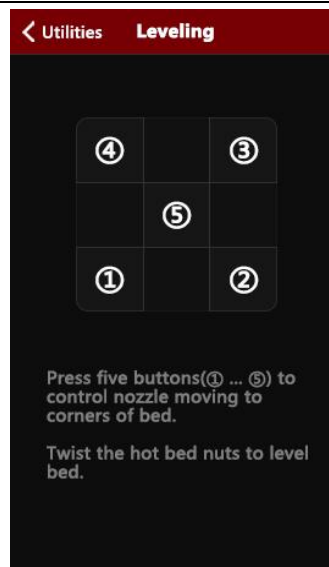 Utilities Leveling
④ ③
⑤
① ②
Press five buttons(① ... ⑤) to
control nozzle moving to
corners of bed.
Twist the hot bed nuts to level
bed.